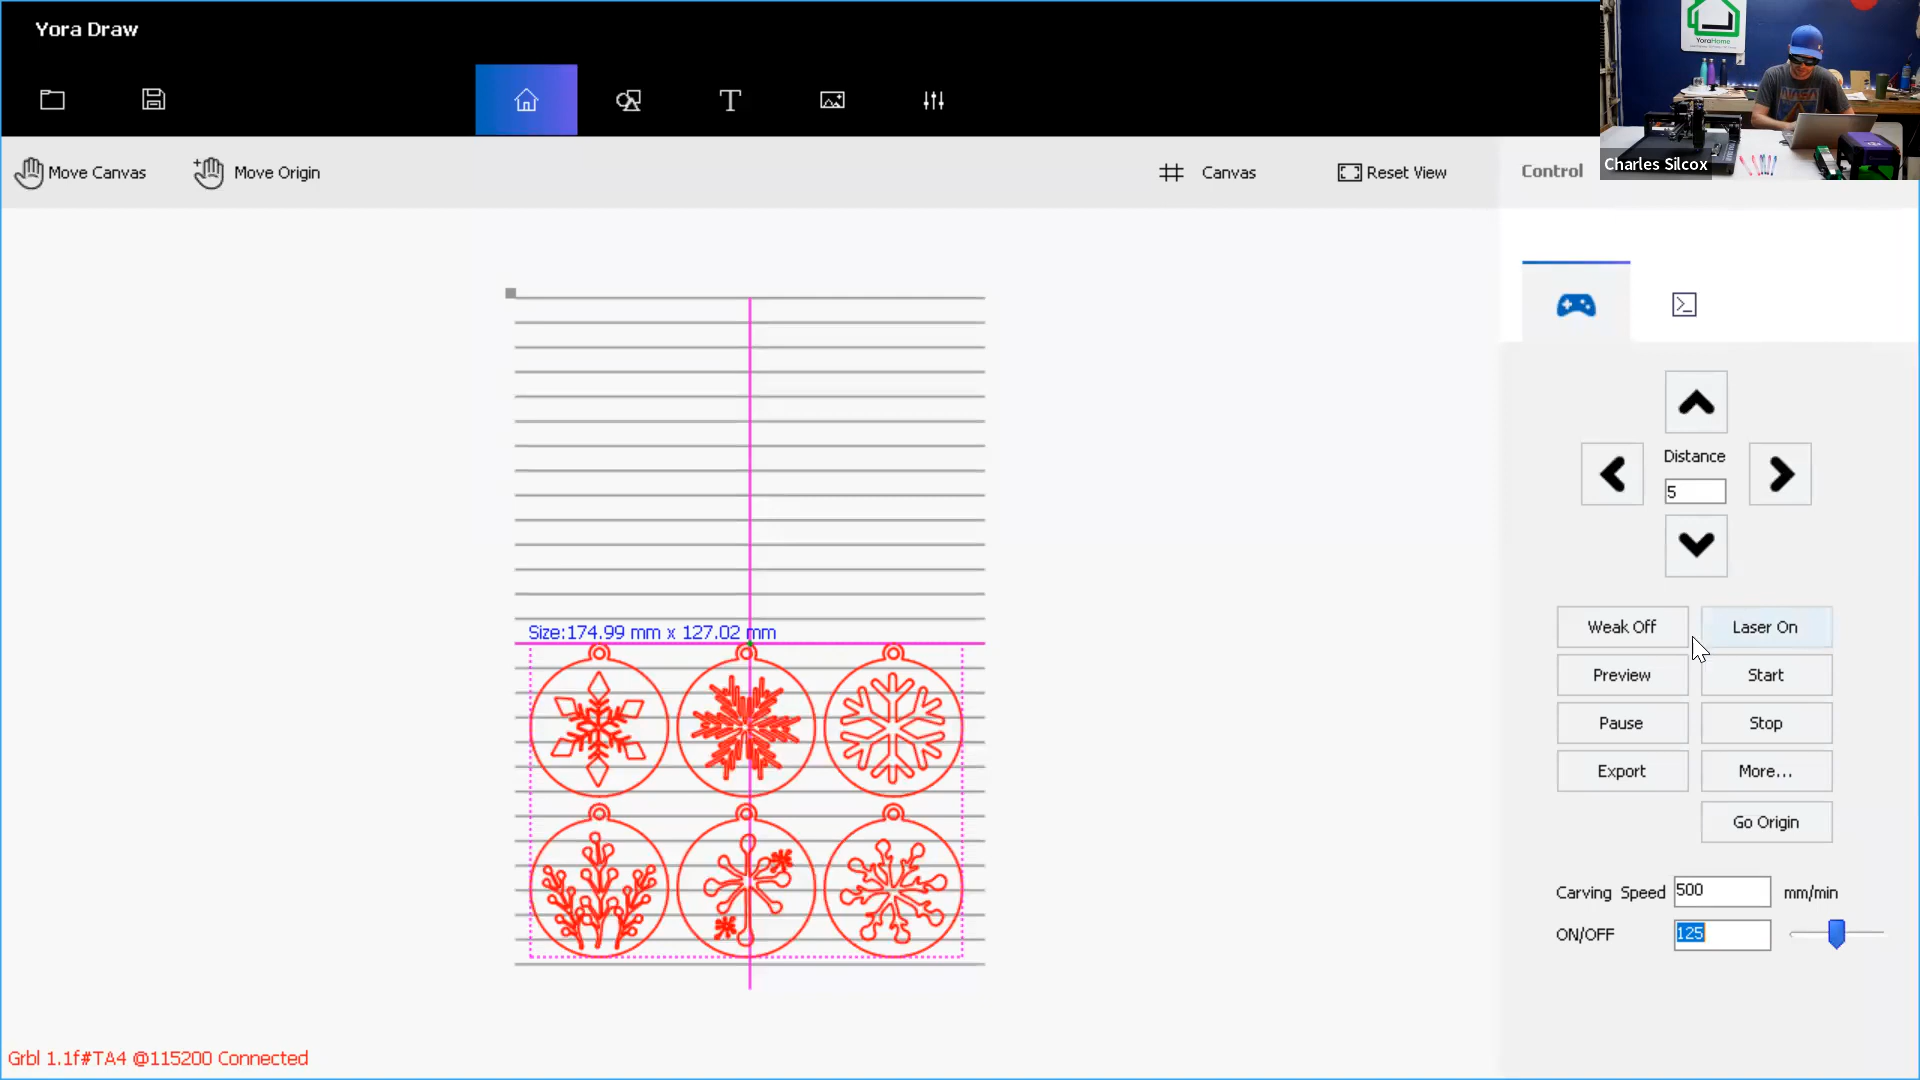 Yora Draw
YoraHome
NASA
Charles Silcox
Move Canvas
Move Origin
Canvas
Reset View
Control
Distance
5
Size:174.99 mm x 127.02 mm
Weak Off
Laser On
Preview
Start
Pause
Stop
Export
More...
Go Origin
Carving Speed 500 mm/min
ON/OFF 125
Grbl 1.1f#TA4 @115200 Connected